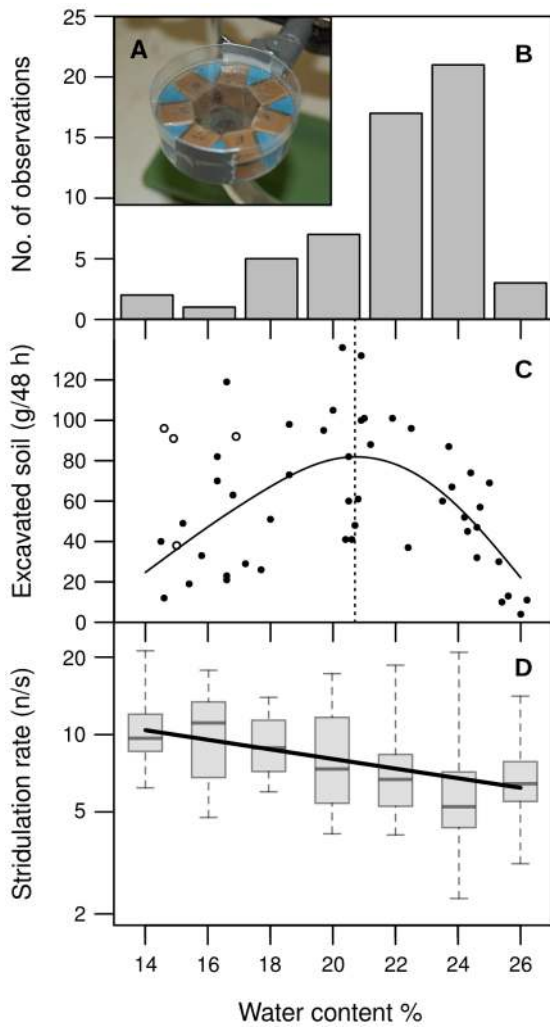 A
B
No. of observations
25
20
15
10
5
0
C
Excavated soil (g/48 h)
120
100
80
60
40
20
0
D
Stridulation rate (n/s)
20
10
5
2
14 16 18 20 22 24 26
Water content %